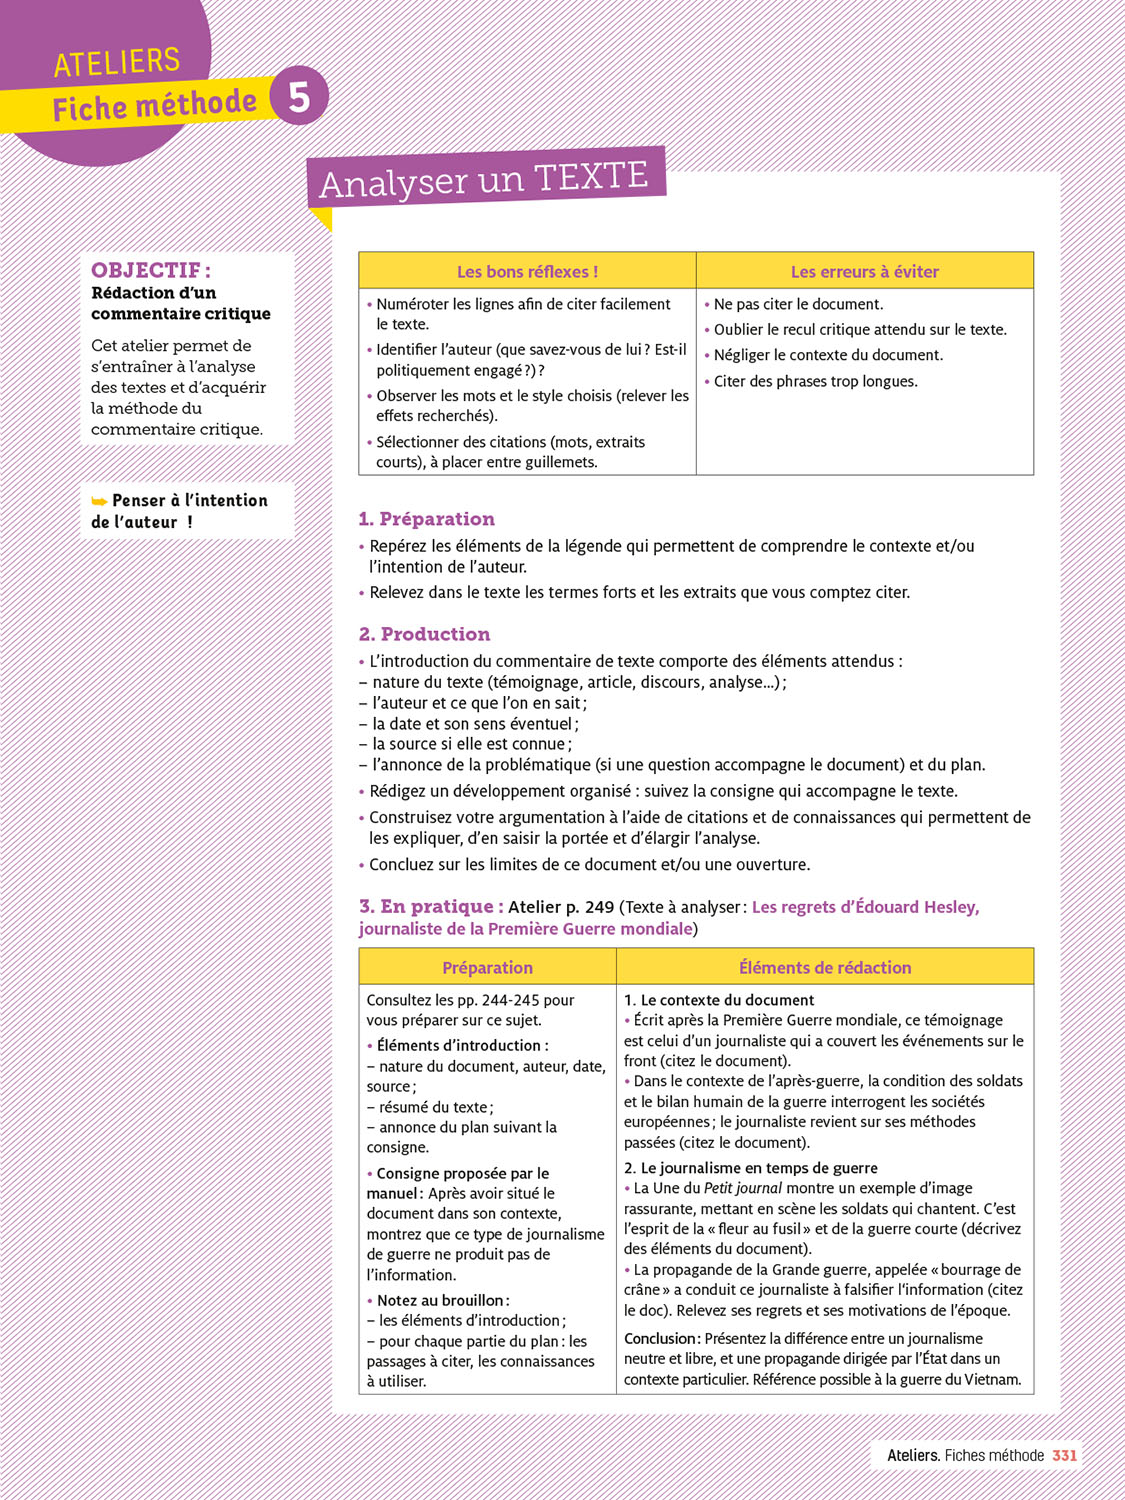 ATELIERS
Fiche méthode 5
Analyser un TEXTE
OBJECTIF :
Rédaction d’un
commentaire critique
Cet atelier permet de
s’entraîner à l’analyse
des textes et d’acquérir
la méthode du
commentaire critique.
➥ Penser à l’intention
de l’auteur !
Les bons réflexes !
• Numéroter les lignes afin de citer facilement
le texte.
• Identifier l’auteur (que savez-vous de lui ? Est-il
politiquement engagé ?) ?
• Observer les mots et le style choisis (relever les
effets recherchés).
• Sélectionner des citations (mots, extraits
courts), à placer entre guillemets.
Les erreurs à éviter
• Ne pas citer le document.
• Oublier le recul critique attendu sur le texte.
• Négliger le contexte du document.
• Citer des phrases trop longues.
1. Préparation
• Repérez les éléments de la légende qui permettent de comprendre le contexte et/ou
l’intention de l’auteur.
• Relevez dans le texte les termes forts et les extraits que vous comptez citer.
2. Production
• L’introduction du commentaire de texte comporte des éléments attendus :
– nature du texte (témoignage, article, discours, analyse…) ;
– l’auteur et ce que l’on en sait ;
– la date et son sens éventuel ;
– la source si elle est connue ;
– l’annonce de la problématique (si une question accompagne le document) et du plan.
• Rédigez un développement organisé : suivez la consigne qui accompagne le texte.
• Construisez votre argumentation à l’aide de citations et de connaissances qui permettent de
les expliquer, d’en saisir la portée et d’élargir l’analyse.
• Concluez sur les limites de ce document et/ou une ouverture.
3. En pratique : Atelier p. 249 (Texte à analyser : Les regrets d’Édouard Hesley,
journaliste de la Première Guerre mondiale)
Préparation
Consultez les pp. 244-245 pour
vous préparer sur ce sujet.
• Éléments d’introduction :
– nature du document, auteur, date,
source ;
– résumé du texte ;
– annonce du plan suivant la
consigne.
• Consigne proposée par le
manuel : Après avoir situé le
document dans son contexte,
montrez que ce type de journalisme
de guerre ne produit pas de
l’information.
• Notez au brouillon :
– les éléments d’introduction ;
– pour chaque partie du plan : les
passages à citer, les connaissances
à utiliser.
Éléments de rédaction
1. Le contexte du document
• Écrit après la Première Guerre mondiale, ce témoignage
est celui d’un journaliste qui a couvert les événements sur le
front (citez le document).
• Dans le contexte de l’après-guerre, la condition des soldats
et le bilan humain de la guerre interrogent les sociétés
européennes ; le journaliste revient sur ses méthodes
passées (citez le document).
2. Le journalisme en temps de guerre
• La Une du Petit journal montre un exemple d’image
rassurante, mettant en scène les soldats qui chantent. C’est
l’esprit de la « fleur au fusil » et de la guerre courte (décrivez
des éléments du document).
• La propagande de la Grande guerre, appelée « bourrage de
crâne » a conduit ce journaliste à falsifier l‘information (citez
le doc). Relevez ses regrets et ses motivations de l’époque.
Conclusion : Présentez la différence entre un journalisme
neutre et libre, et une propagande dirigée par l’État dans un
contexte particulier. Référence possible à la guerre du Vietnam.
Ateliers. Fiches méthode 331